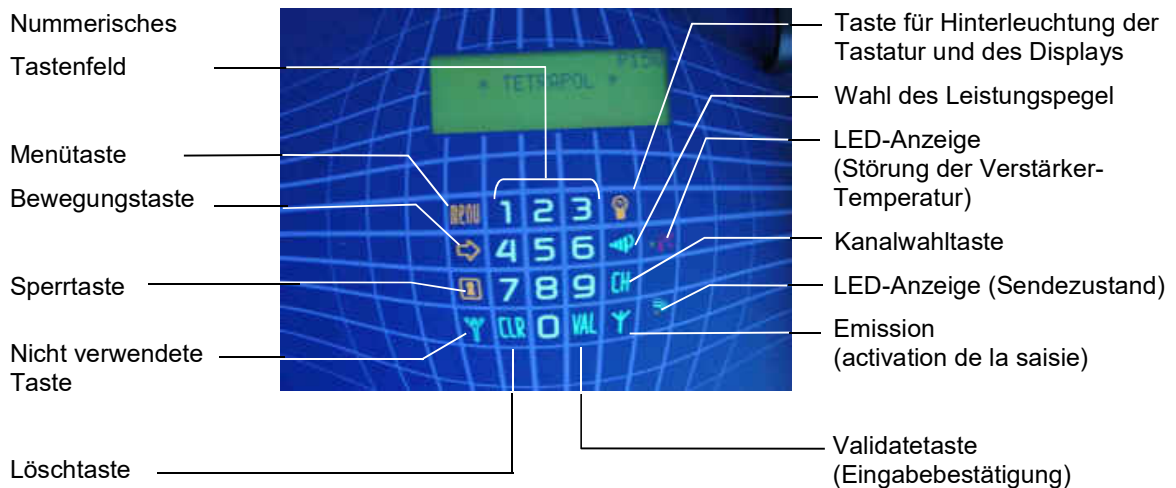 Nummerisches
Tastenfeld
Menütaste
Bewegungstaste
Sperrtaste
Nicht verwendete
Taste
Löschtaste
* TETRAPOL *
MENU 1 2 3
4 5 6
7 8 9 CH
CLR 0 VAL
Taste für Hinterleuchtung der
Tastatur und des Displays
Wahl des Leistungspegel
LED-Anzeige
(Störung der Verstärker-
Temperatur)
Kanalwahltaste
LED-Anzeige (Sendezustand)
Emission
(activation de la saisie)
Validatetaste
(Eingabebestätigung)